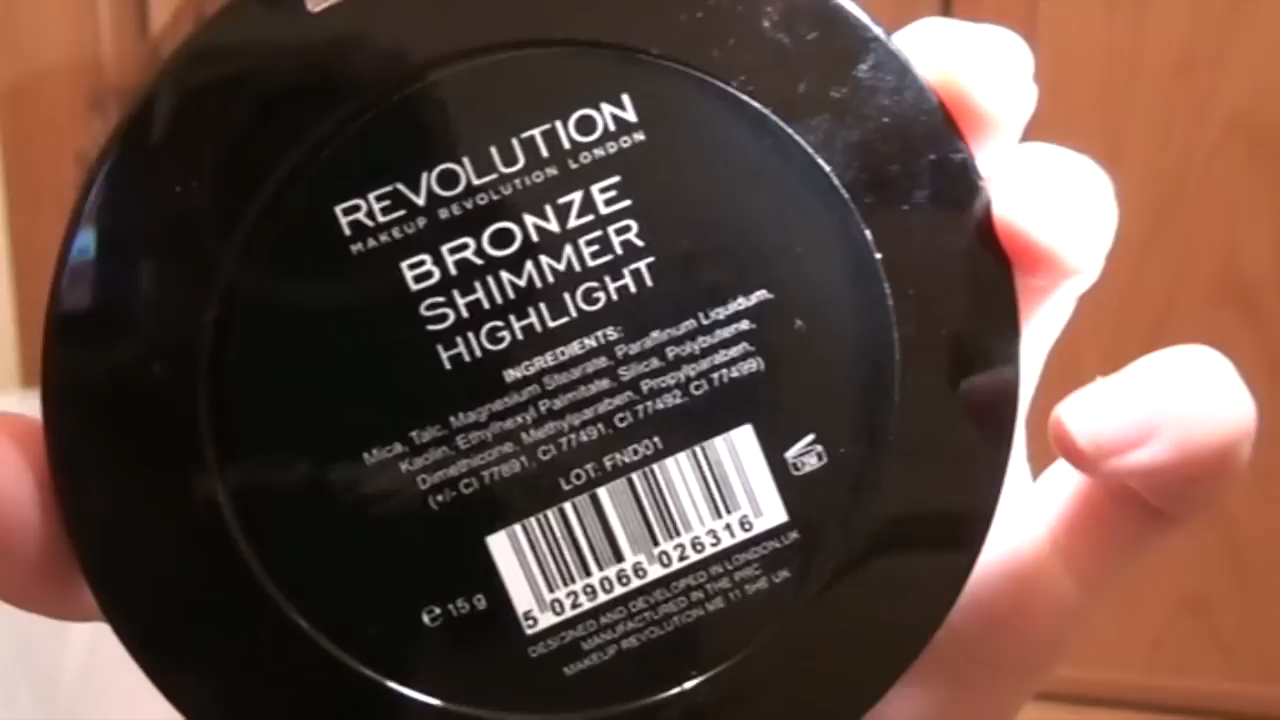 REVOLUTION
MAKEUP REVOLUTION LONDON
BRONZE
SHIMMER
HIGHLIGHT
INGREDIENTS:
Mica, Talc, Magnesium Stearate, Paraffinum Liquidum,
Kaolin, Ethylhexyl Palmitate, Silica, Polybutene,
Dimethicone, Methylparaben, Propylparaben,
(+/- CI 77891, CI 77491, CI 77492, CI 77499)
LOT: FND01
5 029066 026316
℮ 15 g
DESIGNED AND DEVELOPED IN LONDON.UK
MANUFACTURED IN THE PRC
MAKEUP REVOLUTION ME 11 5HF UK